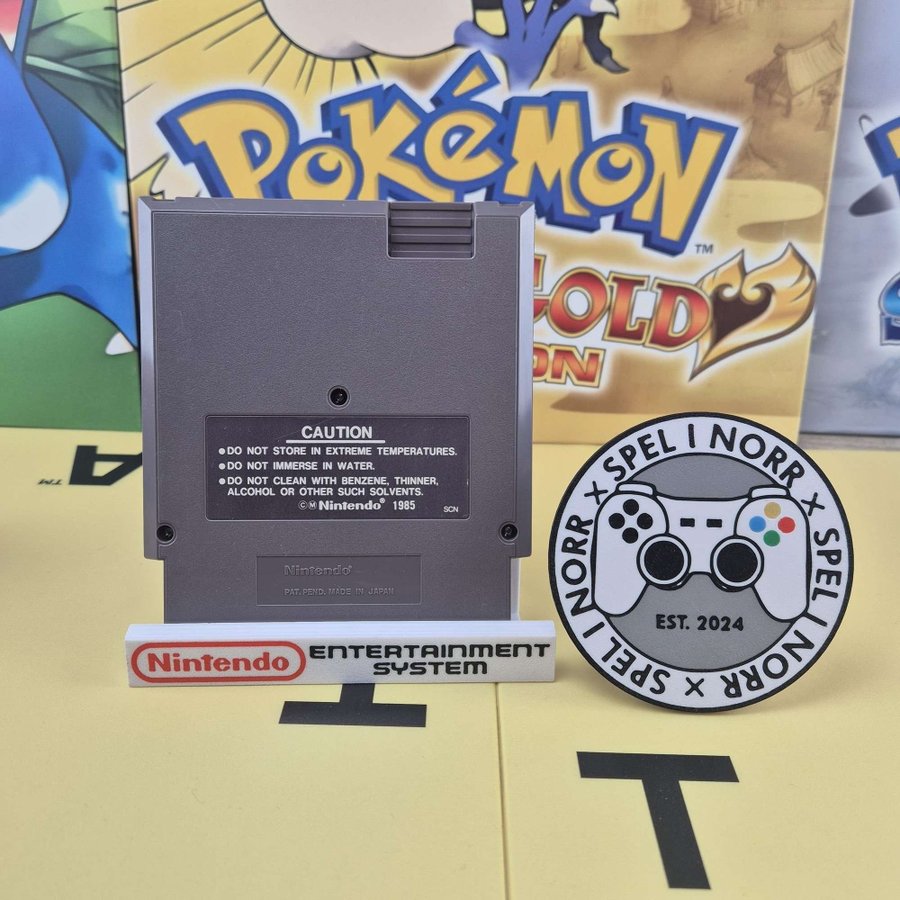 POKéMON
TM
GOLD
ON
CAUTION
●DO NOT STORE IN EXTREME TEMPERATURES.
●DO NOT IMMERSE IN WATER.
●DO NOT CLEAN WITH BENZENE, THINNER,
ALCOHOL OR OTHER SUCH SOLVENTS.
©Ⓜ Nintendo® 1985
SCN
Nintendo®
PAT. PEND. MADE IN JAPAN
Nintendo
ENTERTAINMENT
SYSTEM
SPEL I NORR × SPEL I NORR × SPEL I NORR ×
EST. 2024
A
TM
I
T